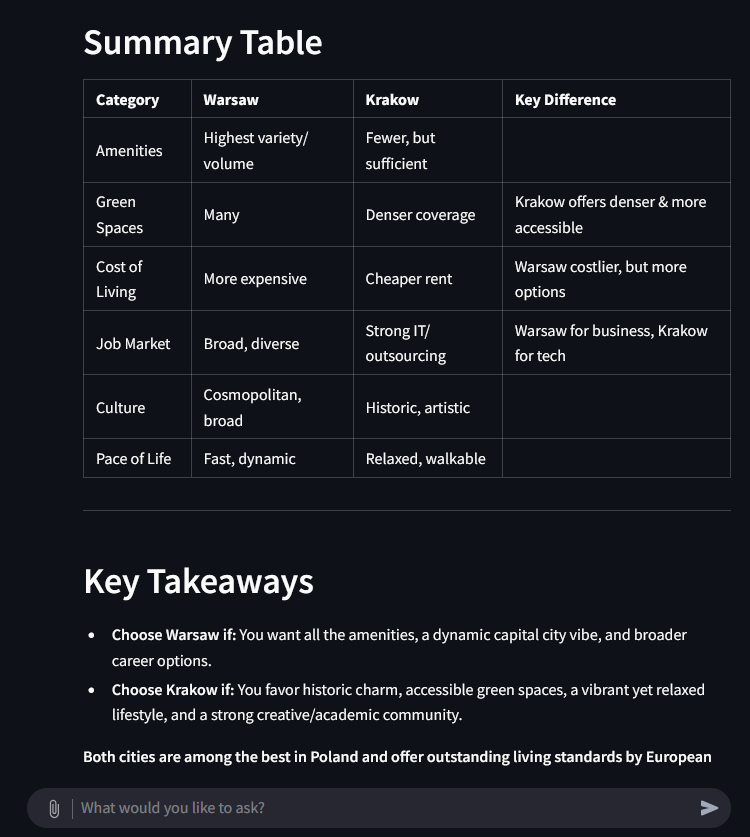 Summary Table
Category Warsaw Krakow Key Difference
Amenities Highest variety/ volume Fewer, but sufficient
Green Spaces Many Denser coverage Krakow offers denser & more accessible
Cost of Living More expensive Cheaper rent Warsaw costlier, but more options
Job Market Broad, diverse Strong IT/ outsourcing Warsaw for business, Krakow for tech
Culture Cosmopolitan, broad Historic, artistic
Pace of Life Fast, dynamic Relaxed, walkable
Key Takeaways
• Choose Warsaw if: You want all the amenities, a dynamic capital city vibe, and broader
career options.
• Choose Krakow if: You favor historic charm, accessible green spaces, a vibrant yet relaxed
lifestyle, and a strong creative/academic community.
Both cities are among the best in Poland and offer outstanding living standards by European
What would you like to ask?